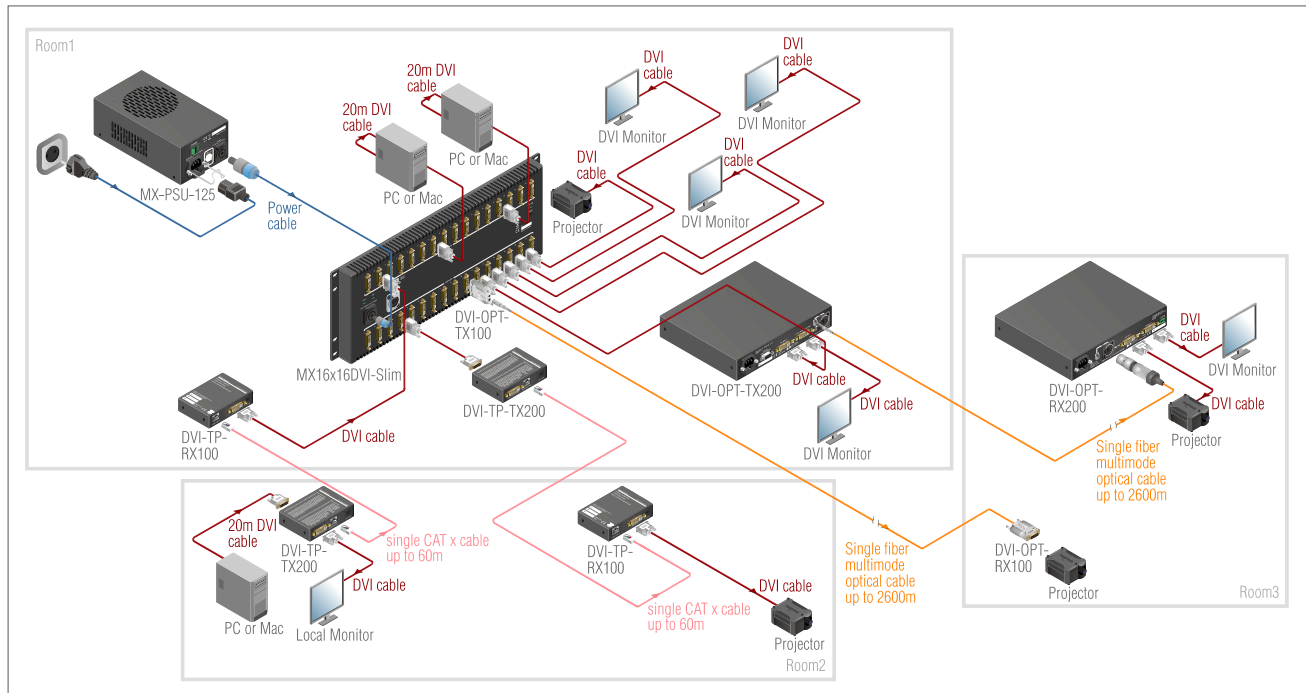 Room1
MX-PSU-125
Power
cable
20m DVI
cable
PC or Mac
20m DVI
cable
PC or Mac
DVI
cable
Projector
DVI
cable
DVI Monitor
DVI
cable
DVI Monitor
DVI
cable
DVI Monitor
MX16x16DVI-Slim
DVI-OPT-
TX100
DVI-TP-TX200
DVI-OPT-TX200
DVI cable
DVI Monitor
DVI-TP-
RX100
DVI cable
20m DVI
cable
DVI-TP-
TX200
single CAT x cable
up to 60m
DVI cable
PC or Mac
Local Monitor
DVI-TP-
RX100
single CAT x cable
up to 60m
DVI cable
Projector
Room2
Single fiber
multimode
optical cable
up to 2600m
DVI
cable
DVI Monitor
DVI-OPT-
RX200
DVI cable
Projector
Single fiber
multimode
optical cable
up to 2600m
DVI-OPT-
RX100
Projector
Room3